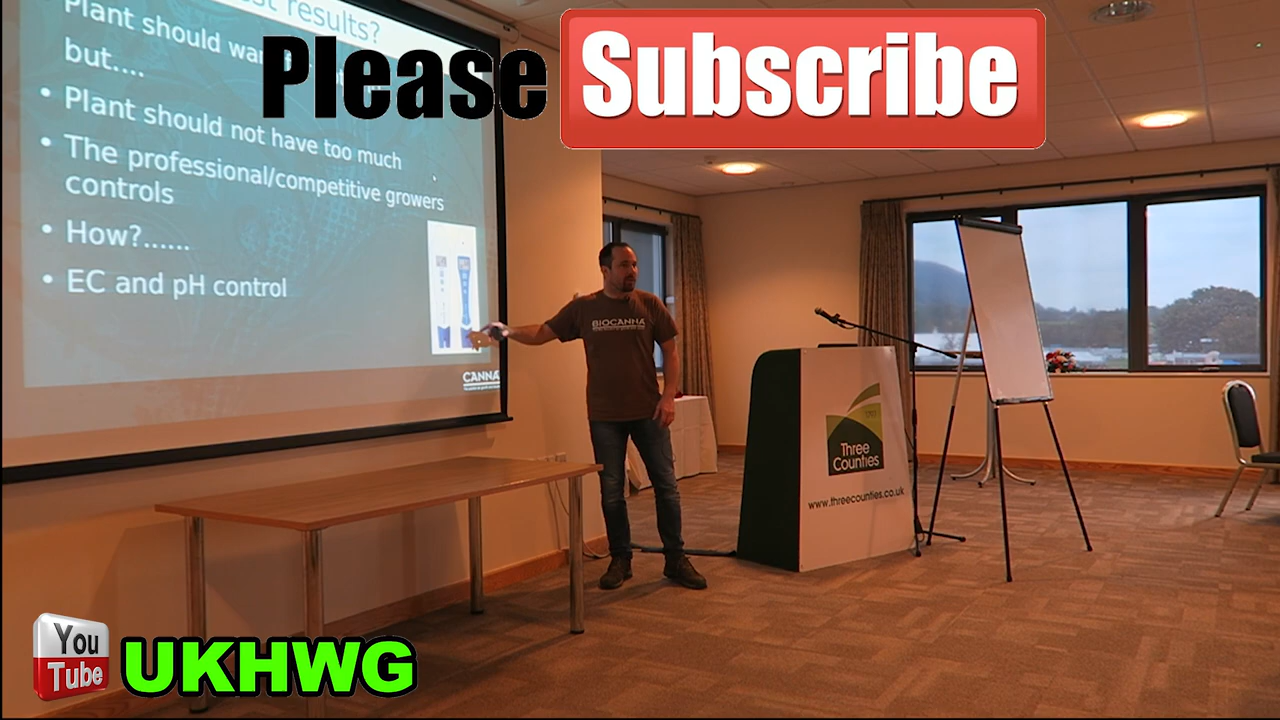 results?
Plant should
but....
• Plant should not have too much
• The professional/competitive growers
controls
• How?......
• EC and pH control
CANNA
Please Subscribe
BIOCANNA
Three
Counties
www.threecounties.co.uk
You
Tube
UKHWG